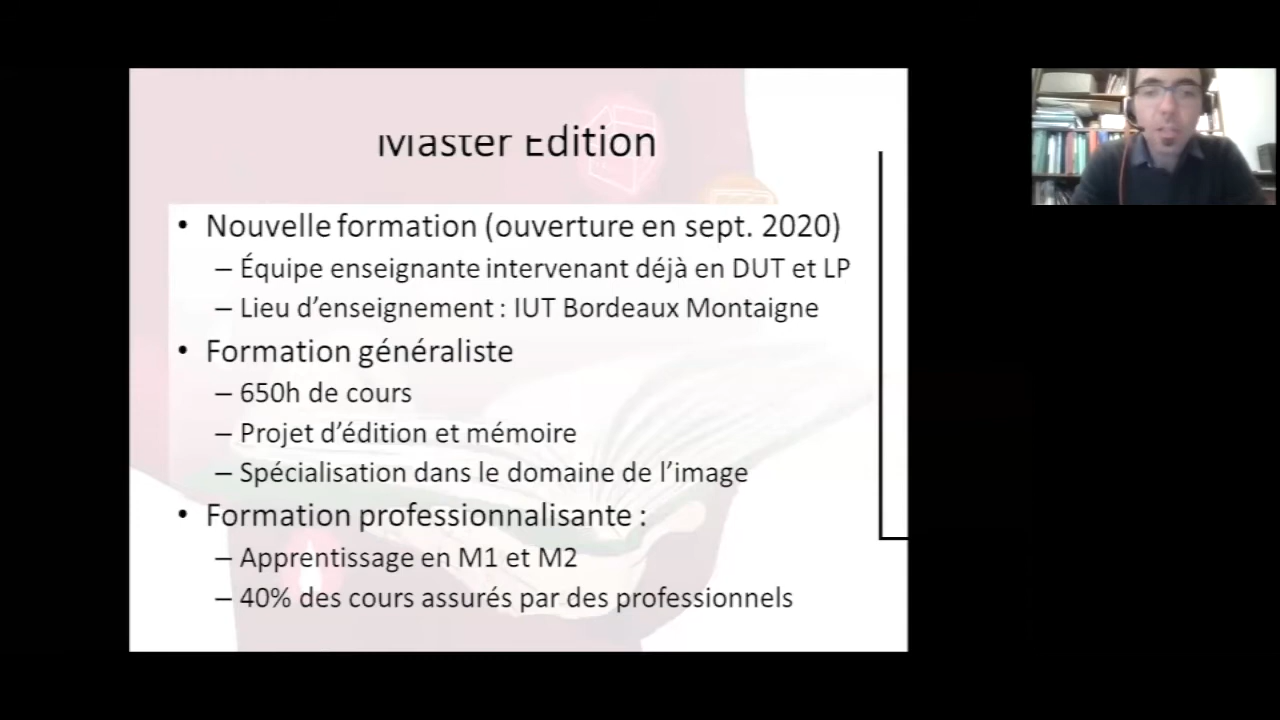 Master Edition
• Nouvelle formation (ouverture en sept. 2020)
– Équipe enseignante intervenant déjà en DUT et LP
– Lieu d'enseignement : IUT Bordeaux Montaigne
• Formation généraliste
– 650h de cours
– Projet d'édition et mémoire
– Spécialisation dans le domaine de l'image
• Formation professionnalisante :
– Apprentissage en M1 et M2
– 40% des cours assurés par des professionnels